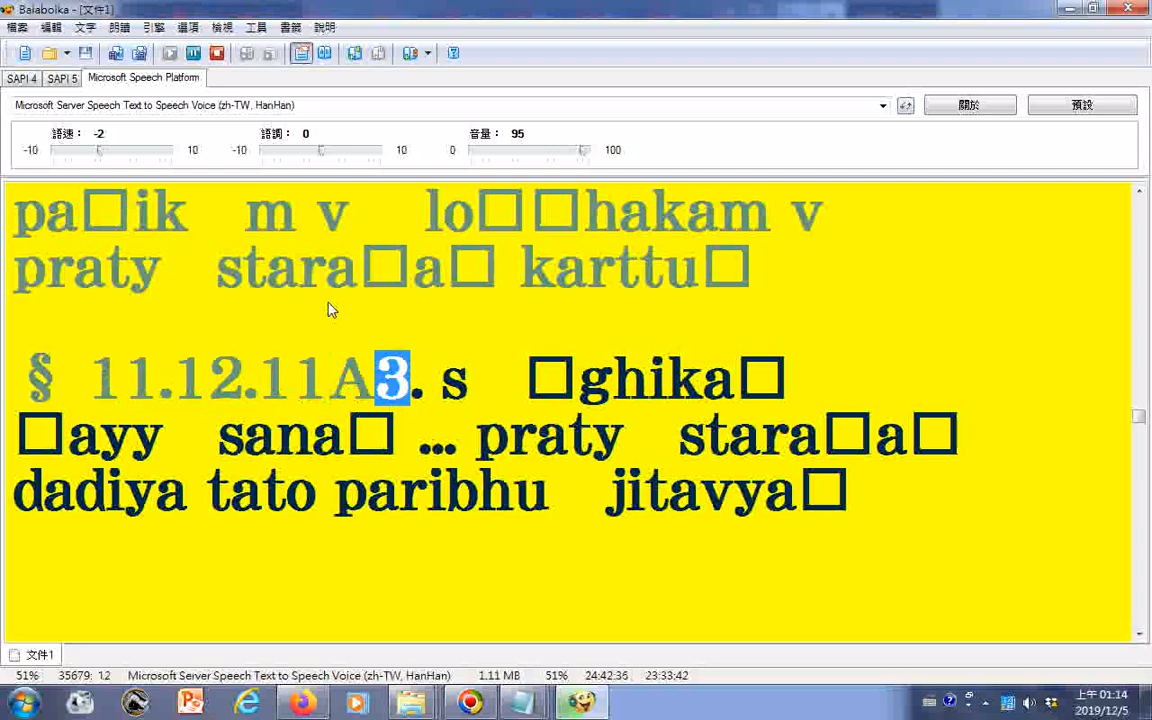 Balabolka - [文件1]
檔案 編輯 文字 朗讀 引擎 選項 檢視 工具 書籤 說明
SAPI 4 SAPI 5 Microsoft Speech Platform
Microsoft Server Speech Text to Speech Voice (zh-TW, HanHan) 關於 預設
語速： -2 語調： 0 音量： 95
-10 10 -10 10 0 100
pa□ik m v lo□□hakam v
praty stara□a□ karttu□
§ 11.12.11A3. s □ghika□
□ayy sana□ ... praty stara□a□
dadiya tato paribhu jitavya□
文件1
51% 35679: 12 Microsoft Server Speech Text to Speech Voice (zh-TW, HanHan) 1.11 MB 51% 24:42:36 23:33:42
上午 01:14
2019/12/5